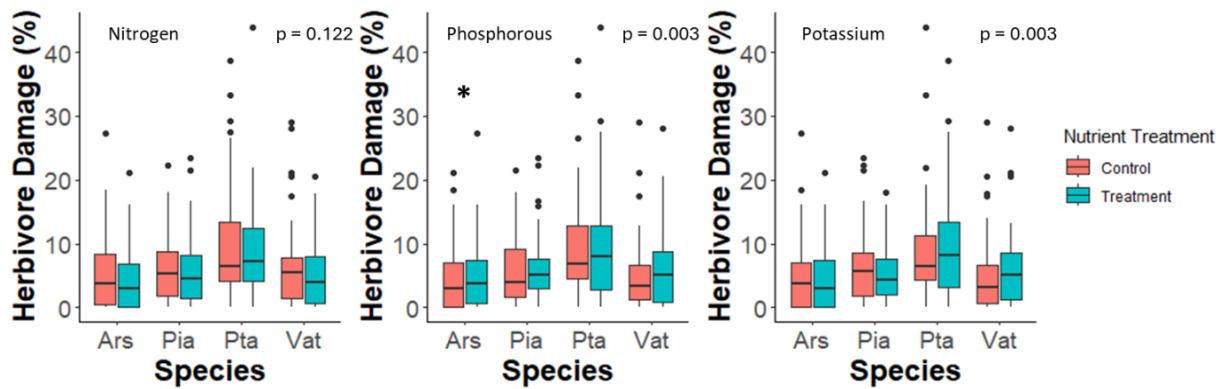 Nitrogen p = 0.122
Phosphorous p = 0.003
Potassium p = 0.003
Herbivore Damage (%)
40
30
20
10
0
Ars Pia Pta Vat
Species
Herbivore Damage (%)
40
30
20
10
0
*
Ars Pia Pta Vat
Species
Herbivore Damage (%)
40
30
20
10
0
Ars Pia Pta Vat
Species
Nutrient Treatment
Control
Treatment